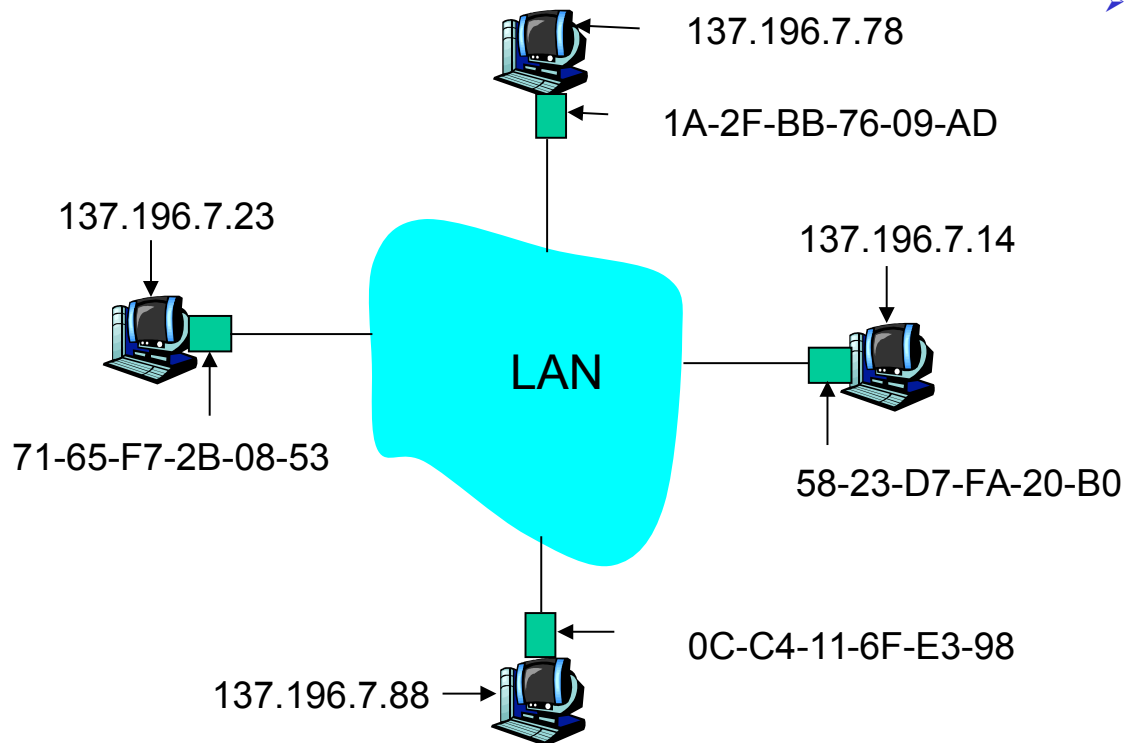 137.196.7.78
1A-2F-BB-76-09-AD
137.196.7.23
137.196.7.14
LAN
71-65-F7-2B-08-53
58-23-D7-FA-20-B0
0C-C4-11-6F-E3-98
137.196.7.88